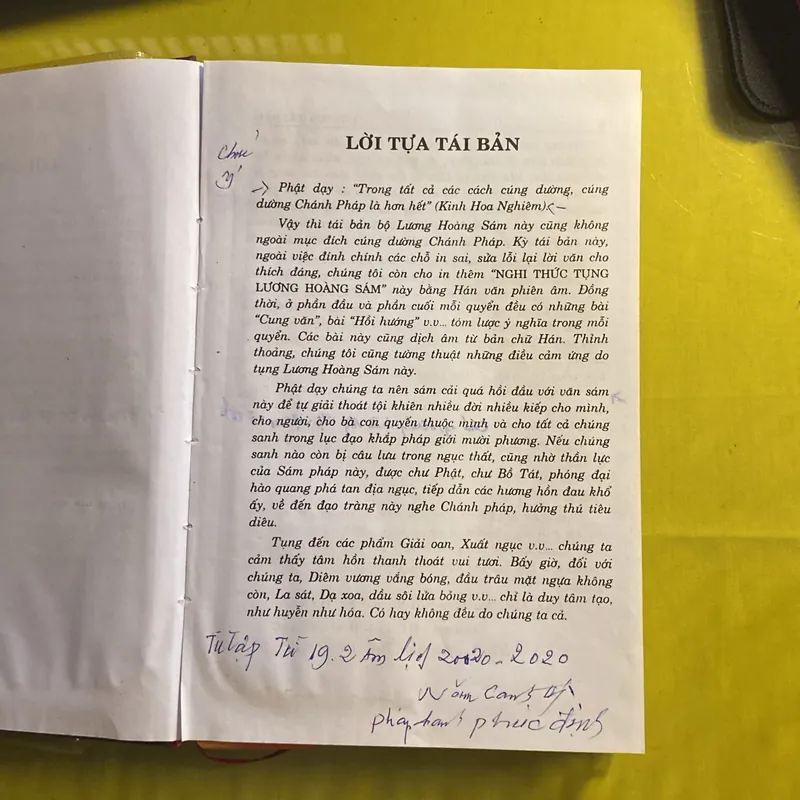 LỜI TỰA TÁI BẢN
chú
ý
Phật dạy : “Trong tất cả các cách cúng dường, cúng
dường Chánh Pháp là hơn hết” (Kinh Hoa Nghiêm)
Vậy thì tái bản bộ Lương Hoàng Sám này cũng không
ngoài mục đích cúng dường Chánh Pháp. Kỳ tái bản này,
ngoài việc đính chính các chỗ in sai, sửa lỗi lại lời văn cho
thích đáng, chúng tôi còn cho in thêm “NGHI THỨC TỤNG
LƯƠNG HOÀNG SÁM” này bằng Hán văn phiên âm. Đồng
thời, ở phần đầu và phần cuối mỗi quyển đều có những bài
“Cung văn”, bài “Hồi hướng” v.v... tóm lược ý nghĩa trong mỗi
quyển. Các bài này cũng dịch âm từ bản chữ Hán. Thỉnh
thoảng, chúng tôi cũng tường thuật những điều cảm ứng do
tụng Lương Hoàng Sám này.
Phật dạy chúng ta nên sám cải quá hồi đầu với văn sám
này để tự giải thoát tội khiên nhiều đời nhiều kiếp cho mình,
cho người, cho bà con quyến thuộc mình và cho tất cả chúng
sanh trong lục đạo khắp pháp giới mười phương. Nếu chúng
sanh nào còn bị câu lưu trong ngục thất, cũng nhờ thần lực
của Sám pháp này, được chư Phật, chư Bồ Tát, phóng đại
hào quang phá tan địa ngục, tiếp dẫn các hương hồn đau khổ
ấy, về đến đạo tràng này nghe Chánh pháp, hưởng thú tiêu
diêu.
Tụng đến các phẩm Giải oan, Xuất ngục v.v... chúng ta
cảm thấy tâm hồn thanh thoát vui tươi. Bấy giờ, đối với
chúng ta, Diêm vương vắng bóng, đầu trâu mặt ngựa không
còn, La sát, Dạ xoa, dầu sôi lửa bỏng v.v... chỉ là duy tâm tạo,
như huyễn như hóa. Có hay không đều do chúng ta cả.
Tu Tập Từ 19.2 Âm lịch 2020
Năm Canh Tý
phúc định